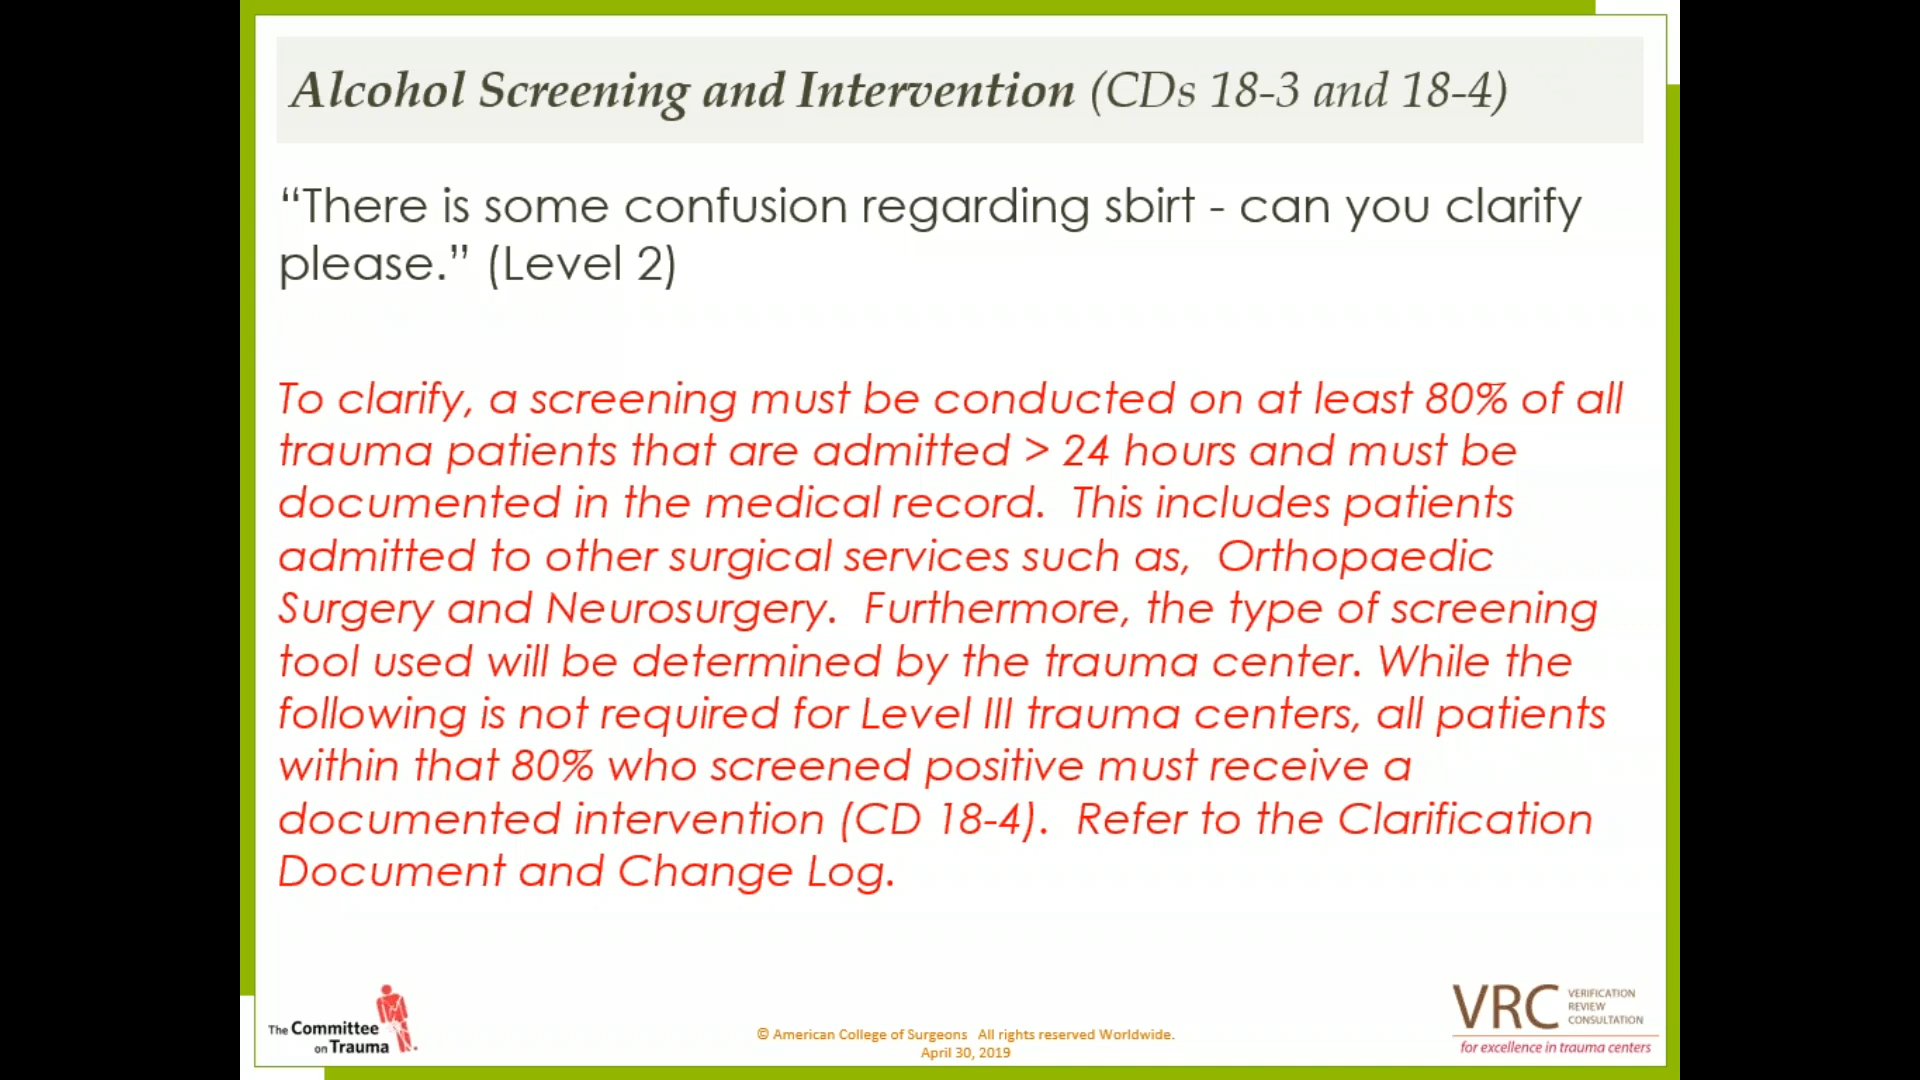 Alcohol Screening and Intervention (CDs 18-3 and 18-4)
“There is some confusion regarding sbirt - can you clarify
please.” (Level 2)
To clarify, a screening must be conducted on at least 80% of all
trauma patients that are admitted > 24 hours and must be
documented in the medical record.  This includes patients
admitted to other surgical services such as,  Orthopaedic
Surgery and Neurosurgery.  Furthermore, the type of screening
tool used will be determined by the trauma center. While the
following is not required for Level III trauma centers, all patients
within that 80% who screened positive must receive a
documented intervention (CD 18-4).  Refer to the Clarification
Document and Change Log.
The Committee
on Trauma
© American College of Surgeons   All rights reserved Worldwide.
April 30, 2019
VRC
VERIFICATION
REVIEW
CONSULTATION
for excellence in trauma centers